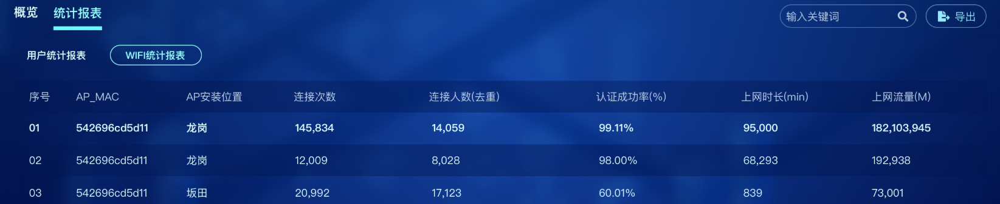 概览 统计报表 输入关键词 导出
用户统计报表 WIFI统计报表
序号 AP_MAC AP安装位置 连接次数 连接人数(去重) 认证成功率(%) 上网时长(min) 上网流量(M)
01 542696cd5d11 龙岗 145,834 14,059 99.11% 95,000 182,103,945
02 542696cd5d11 龙岗 12,009 8,028 98.00% 68,293 192,938
03 542696cd5d11 坂田 20,992 17,123 60.01% 839 73,001